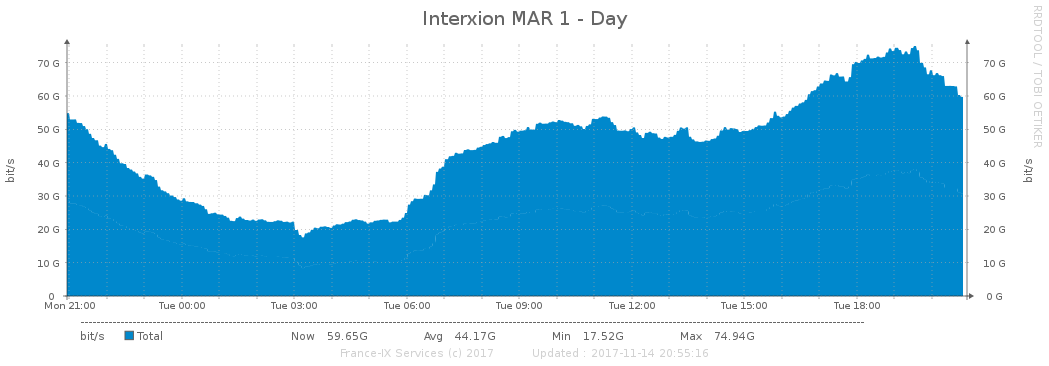 Interxion MAR 1 - Day
RRDTOOL / TOBI OETIKER
bit/s
bit/s
70 G 70 G
60 G 60 G
50 G 50 G
40 G 40 G
30 G 30 G
20 G 20 G
10 G 10 G
0 0 G
Mon 21:00 Tue 00:00 Tue 03:00 Tue 06:00 Tue 09:00 Tue 12:00 Tue 15:00 Tue 18:00
bit/s Total Now 59.65G Avg 44.17G Min 17.52G Max 74.94G
France-IX Services (c) 2017 Updated : 2017-11-14 20:55:16